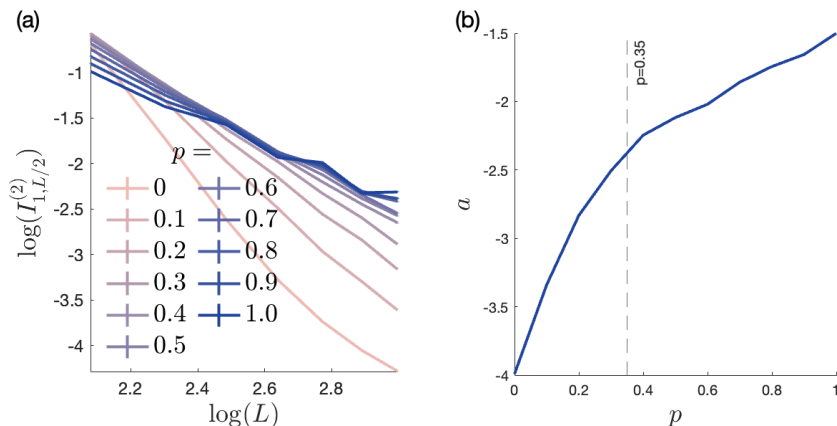 (a)
-1
-1.5
-2
-2.5
-3
-3.5
-4
log(I^{(2)}_{1,L/2})
p =
0
0.1
0.2
0.3
0.4
0.5
0.6
0.7
0.8
0.9
1.0
2.2 2.4 2.6 2.8
log(L)
(b)
-1.5
-2
-2.5
-3
-3.5
-4
a
p=0.35
0 0.2 0.4 0.6 0.8 1
p